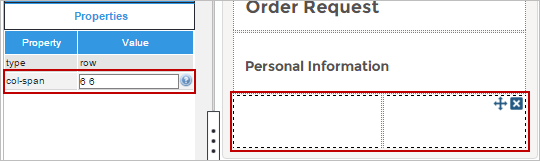 Properties
Property Value
type row
col-span 6 6
Order Request
Personal Information